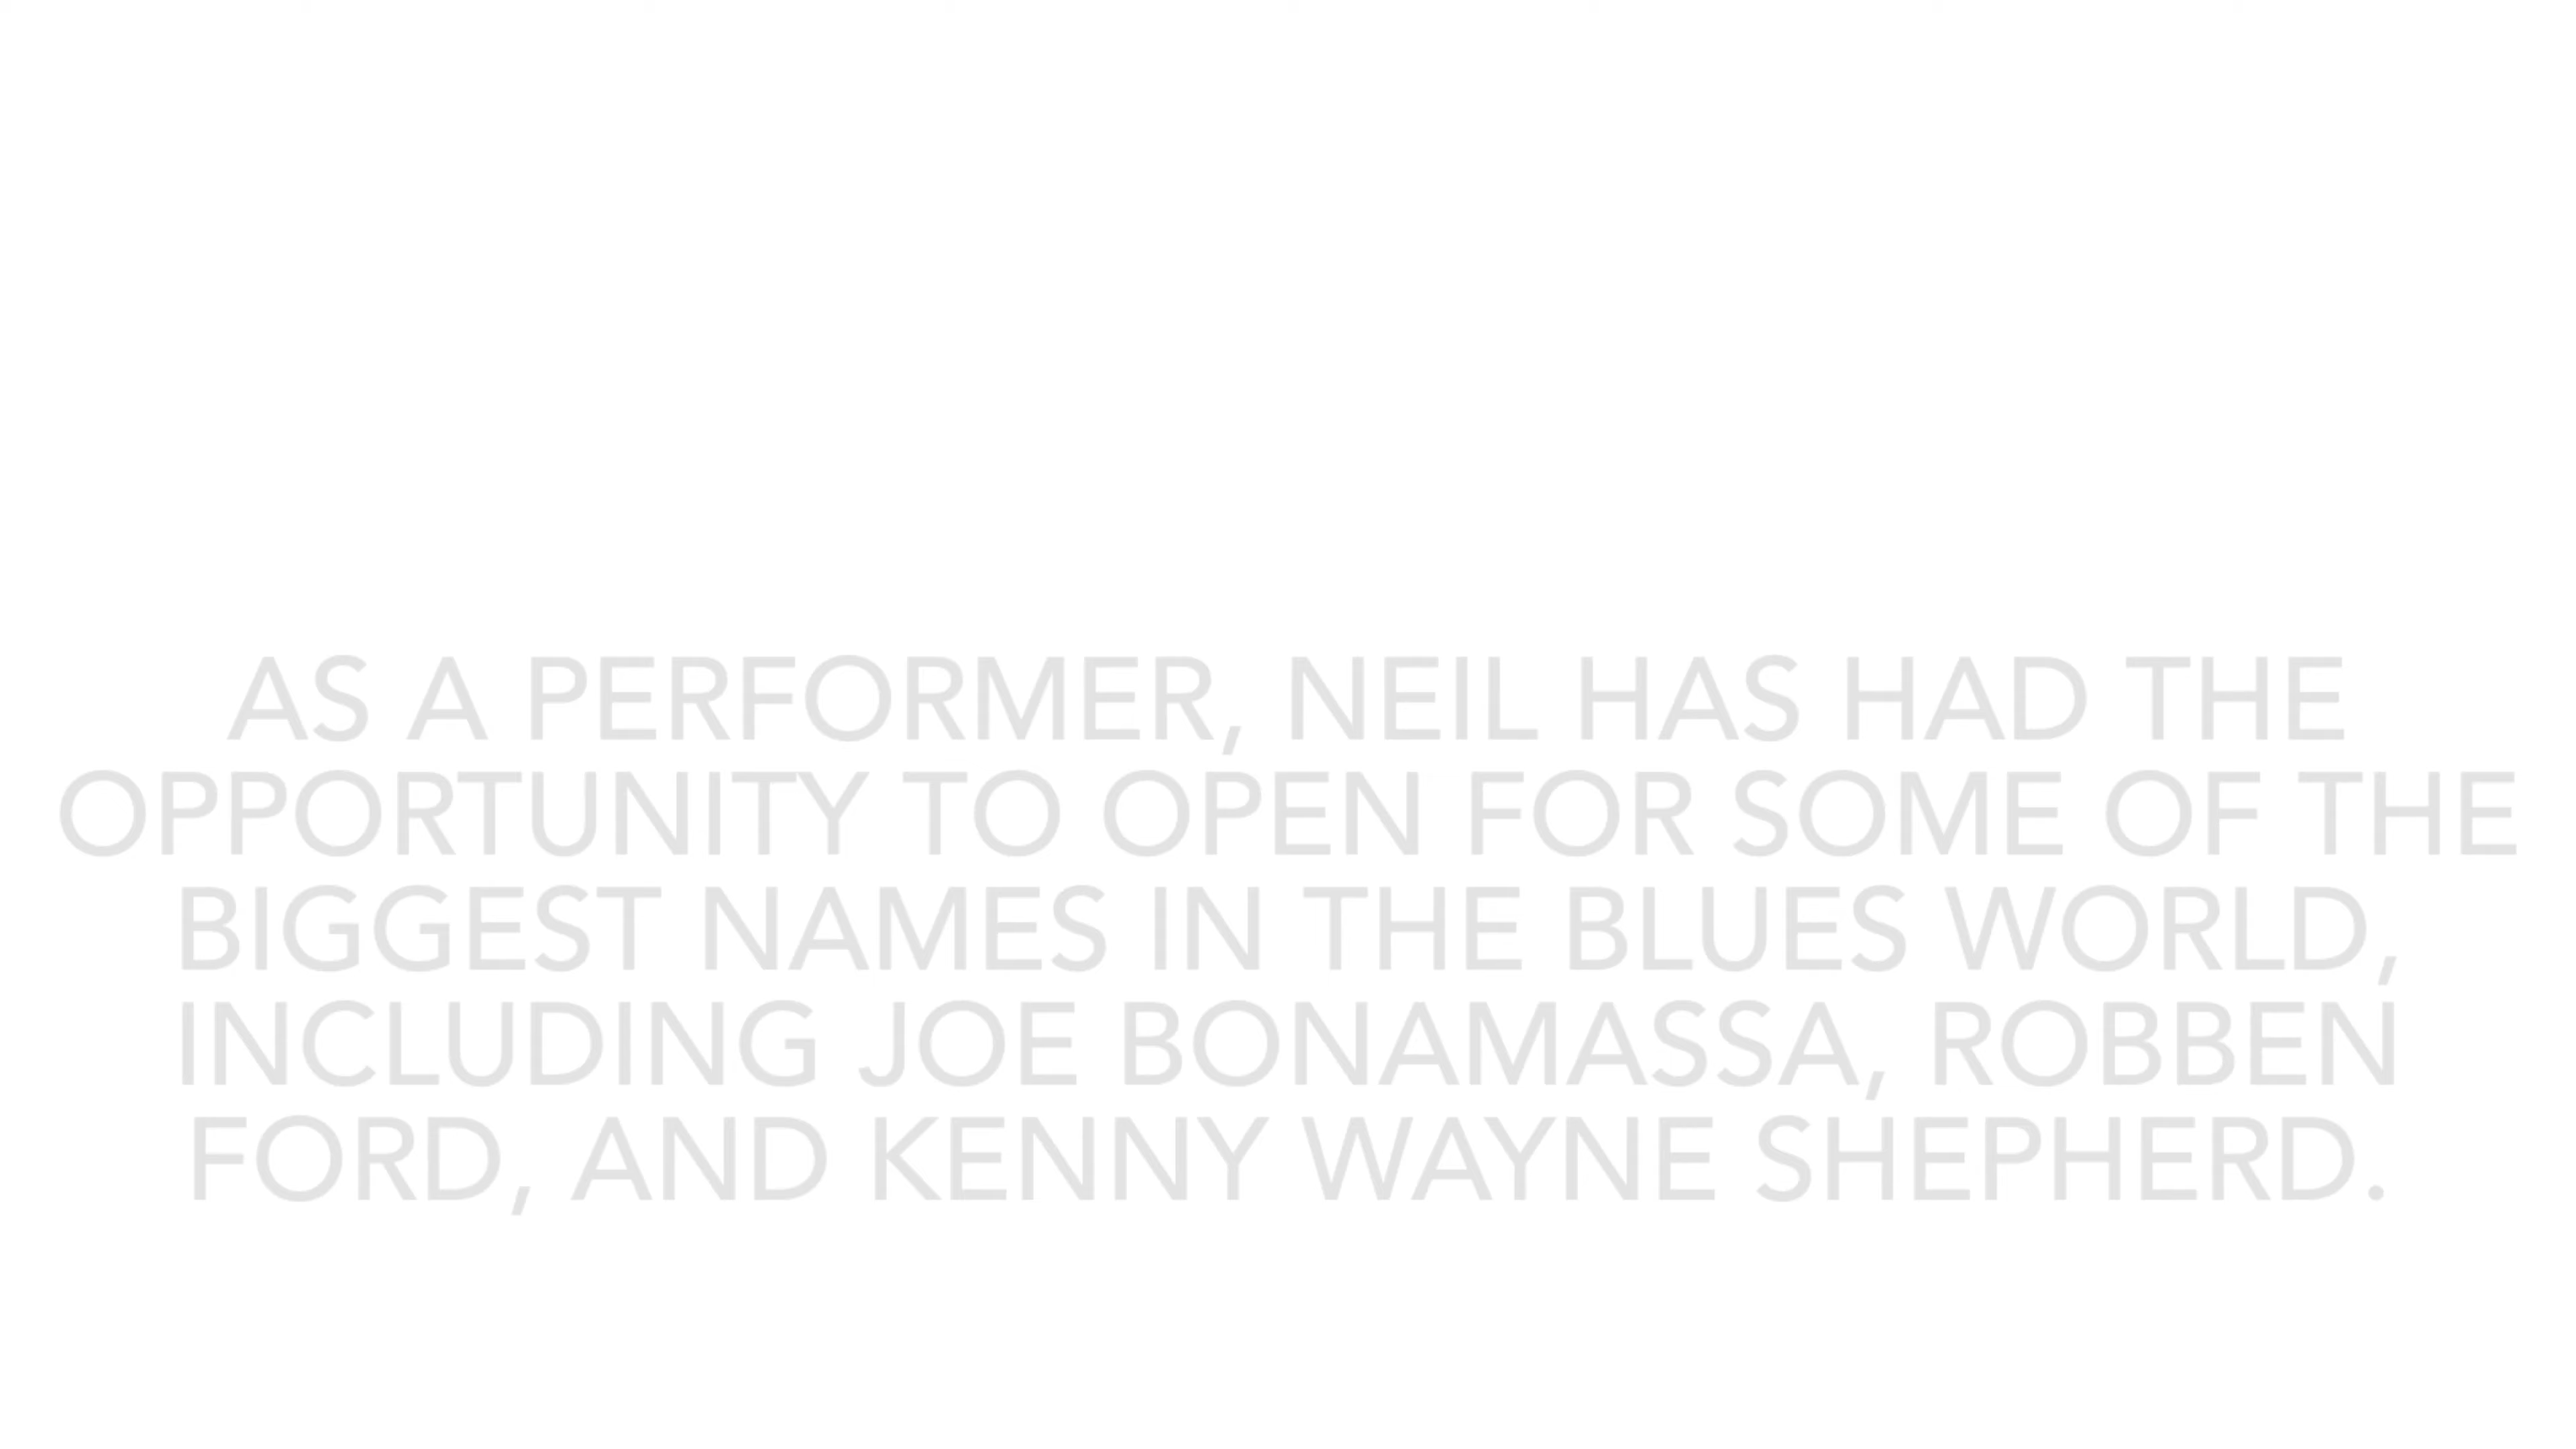 AS A PERFORMER, NEIL HAS HAD THE
OPPORTUNITY TO OPEN FOR SOME OF THE
BIGGEST NAMES IN THE BLUES WORLD,
INCLUDING JOE BONAMASSA, ROBBEN
FORD, AND KENNY WAYNE SHEPHERD.